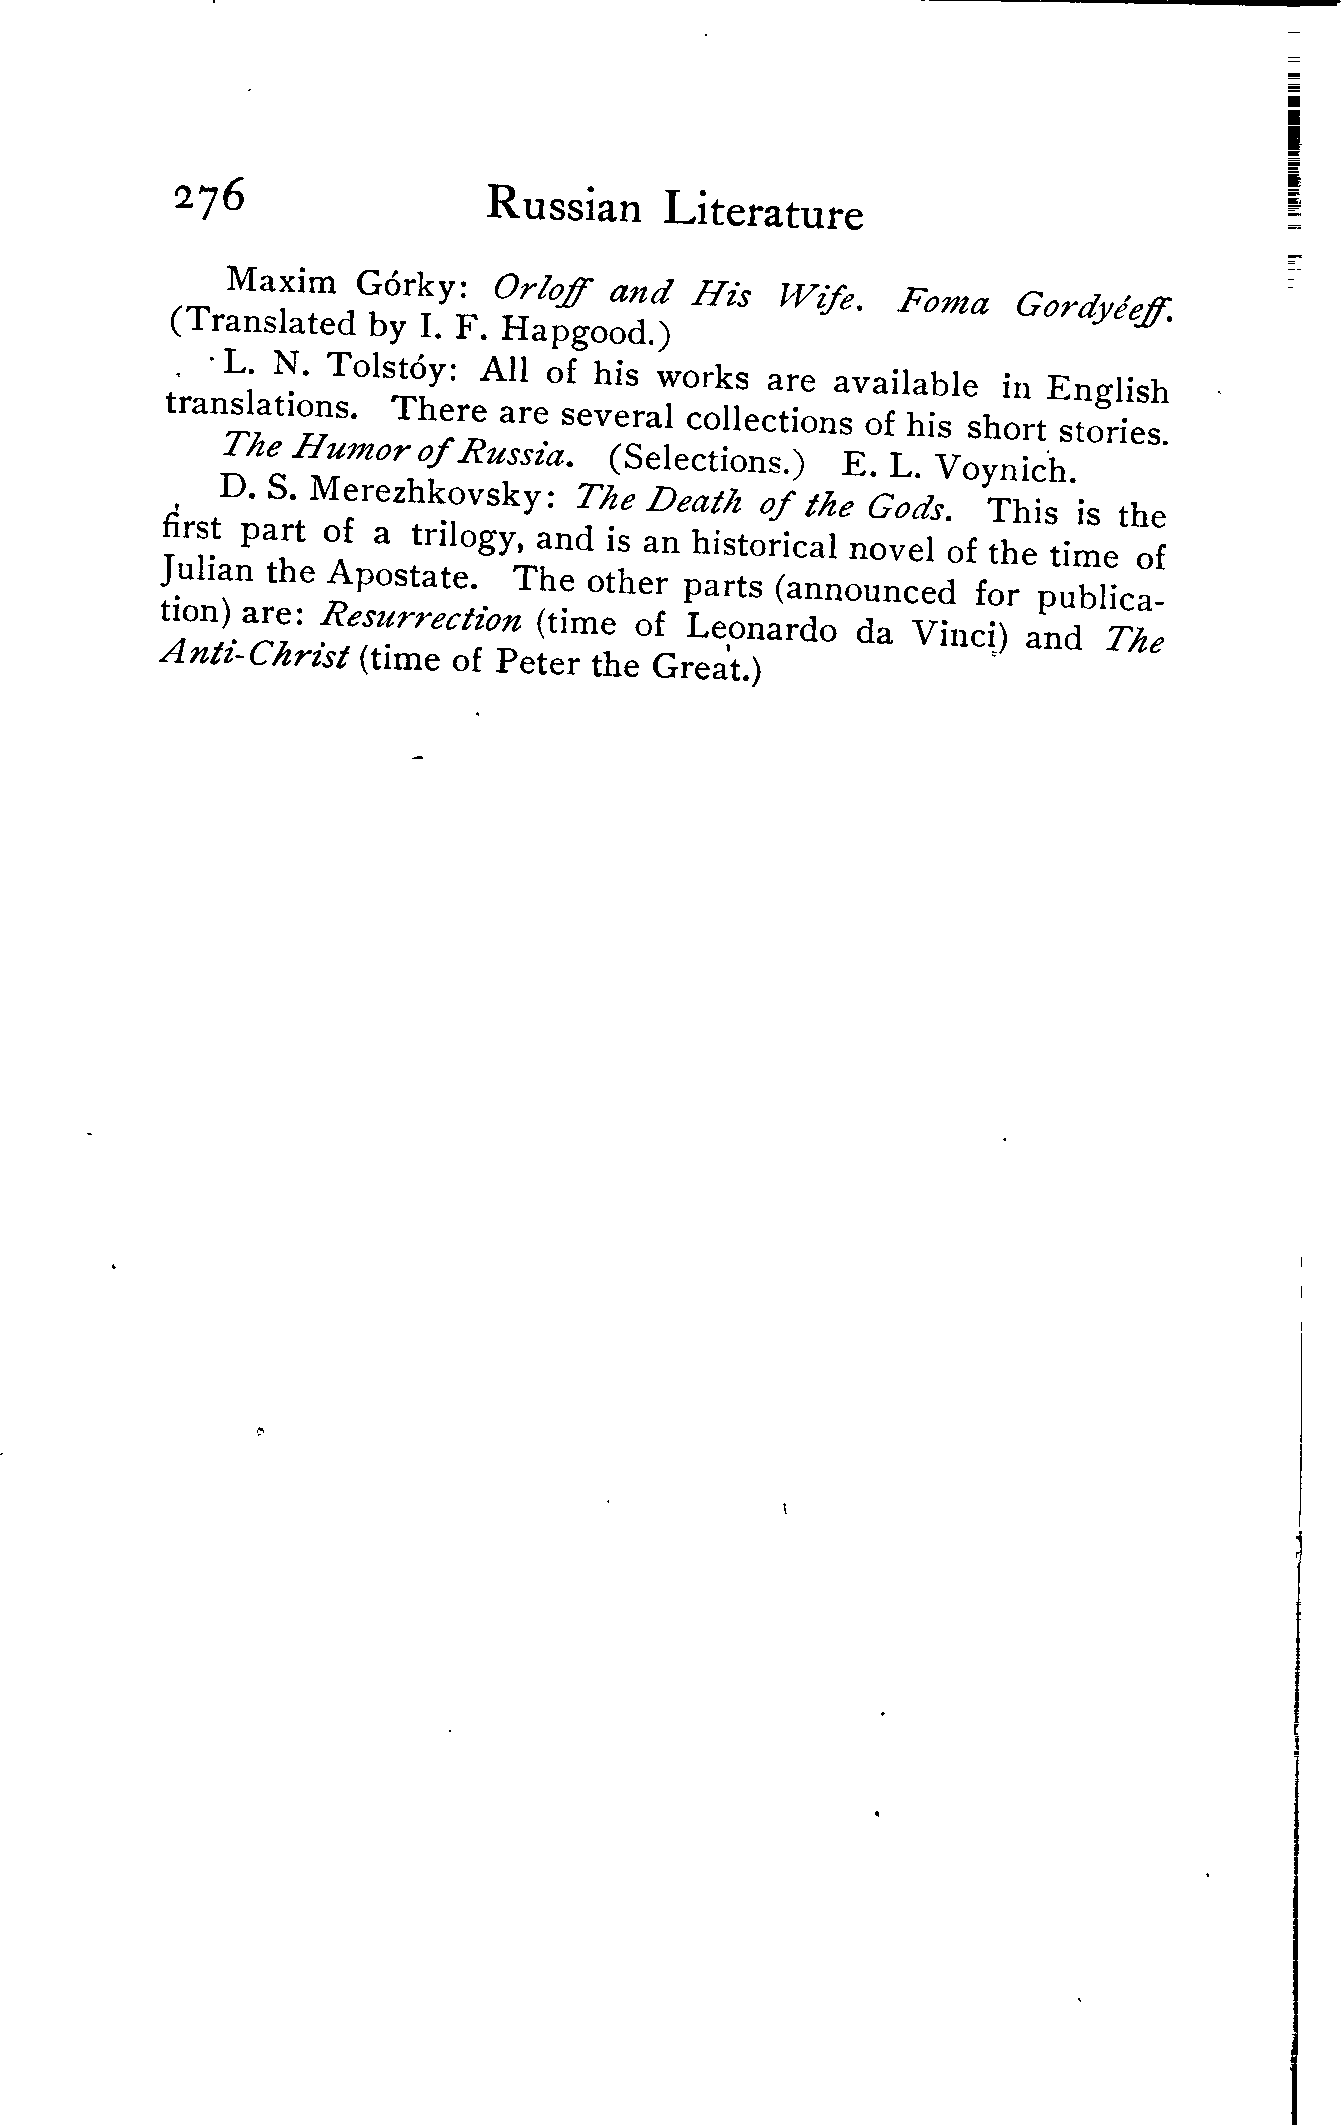 276 Russian Literature
Maxim Górky: Orloff and His Wife. Foma Gordyéeff.
(Translated by I. F. Hapgood.)
L. N. Tolstóy: All of his works are available in English
translations. There are several collections of his short stories.
The Humor of Russia. (Selections.) E. L. Voynich.
D. S. Merezhkovsky: The Death of the Gods. This is the
first part of a trilogy, and is an historical novel of the time of
Julian the Apostate. The other parts (announced for publica-
tion) are: Resurrection (time of Leonardo da Vinci) and The
Anti-Christ (time of Peter the Great.)